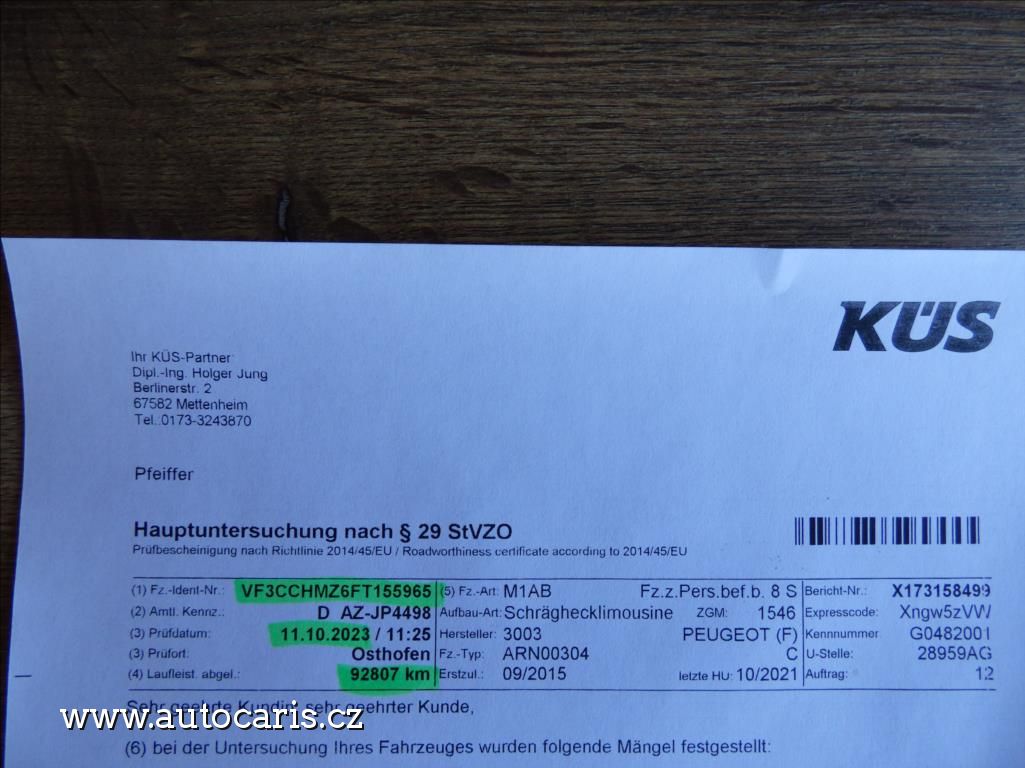 KÜS
Ihr KÜS-Partner:
Dipl.-Ing. Holger Jung
Berlinerstr. 2
67582 Mettenheim
Tel.:0173-3243870
Pfeiffer
Hauptuntersuchung nach § 29 StVZO
Prüfbescheinigung nach Richtlinie 2014/45/EU / Roadworthiness certificate according to 2014/45/EU
(1) Fz.-Ident-Nr.: VF3CCHMZ6FT155965 (5) Fz.-Art: M1AB Fz.z.Pers.bef.b. 8 S Bericht-Nr.: X173158499
(2) Amtl. Kennz.: D AZ-JP4498 Aufbau-Art: Schräghecklimousine ZGM: 1546 Expresscode: Xngw5zVW
(3) Prüfdatum: 11.10.2023 / 11:25 Hersteller: 3003 PEUGEOT (F) Kennnummer G0482001
(3) Prüfort: Osthofen Fz.-Typ: ARN00304 C U-Stelle: 28959AG
(4) Laufleist. abgel.: 92807 km Erstzul.: 09/2015 letzte HU: 10/2021 Auftrag: 12
Sehr geehrte Kundin, sehr geehrter Kunde,
www.autocaris.cz
(6) bei der Untersuchung Ihres Fahrzeuges wurden folgende Mängel festgestellt: